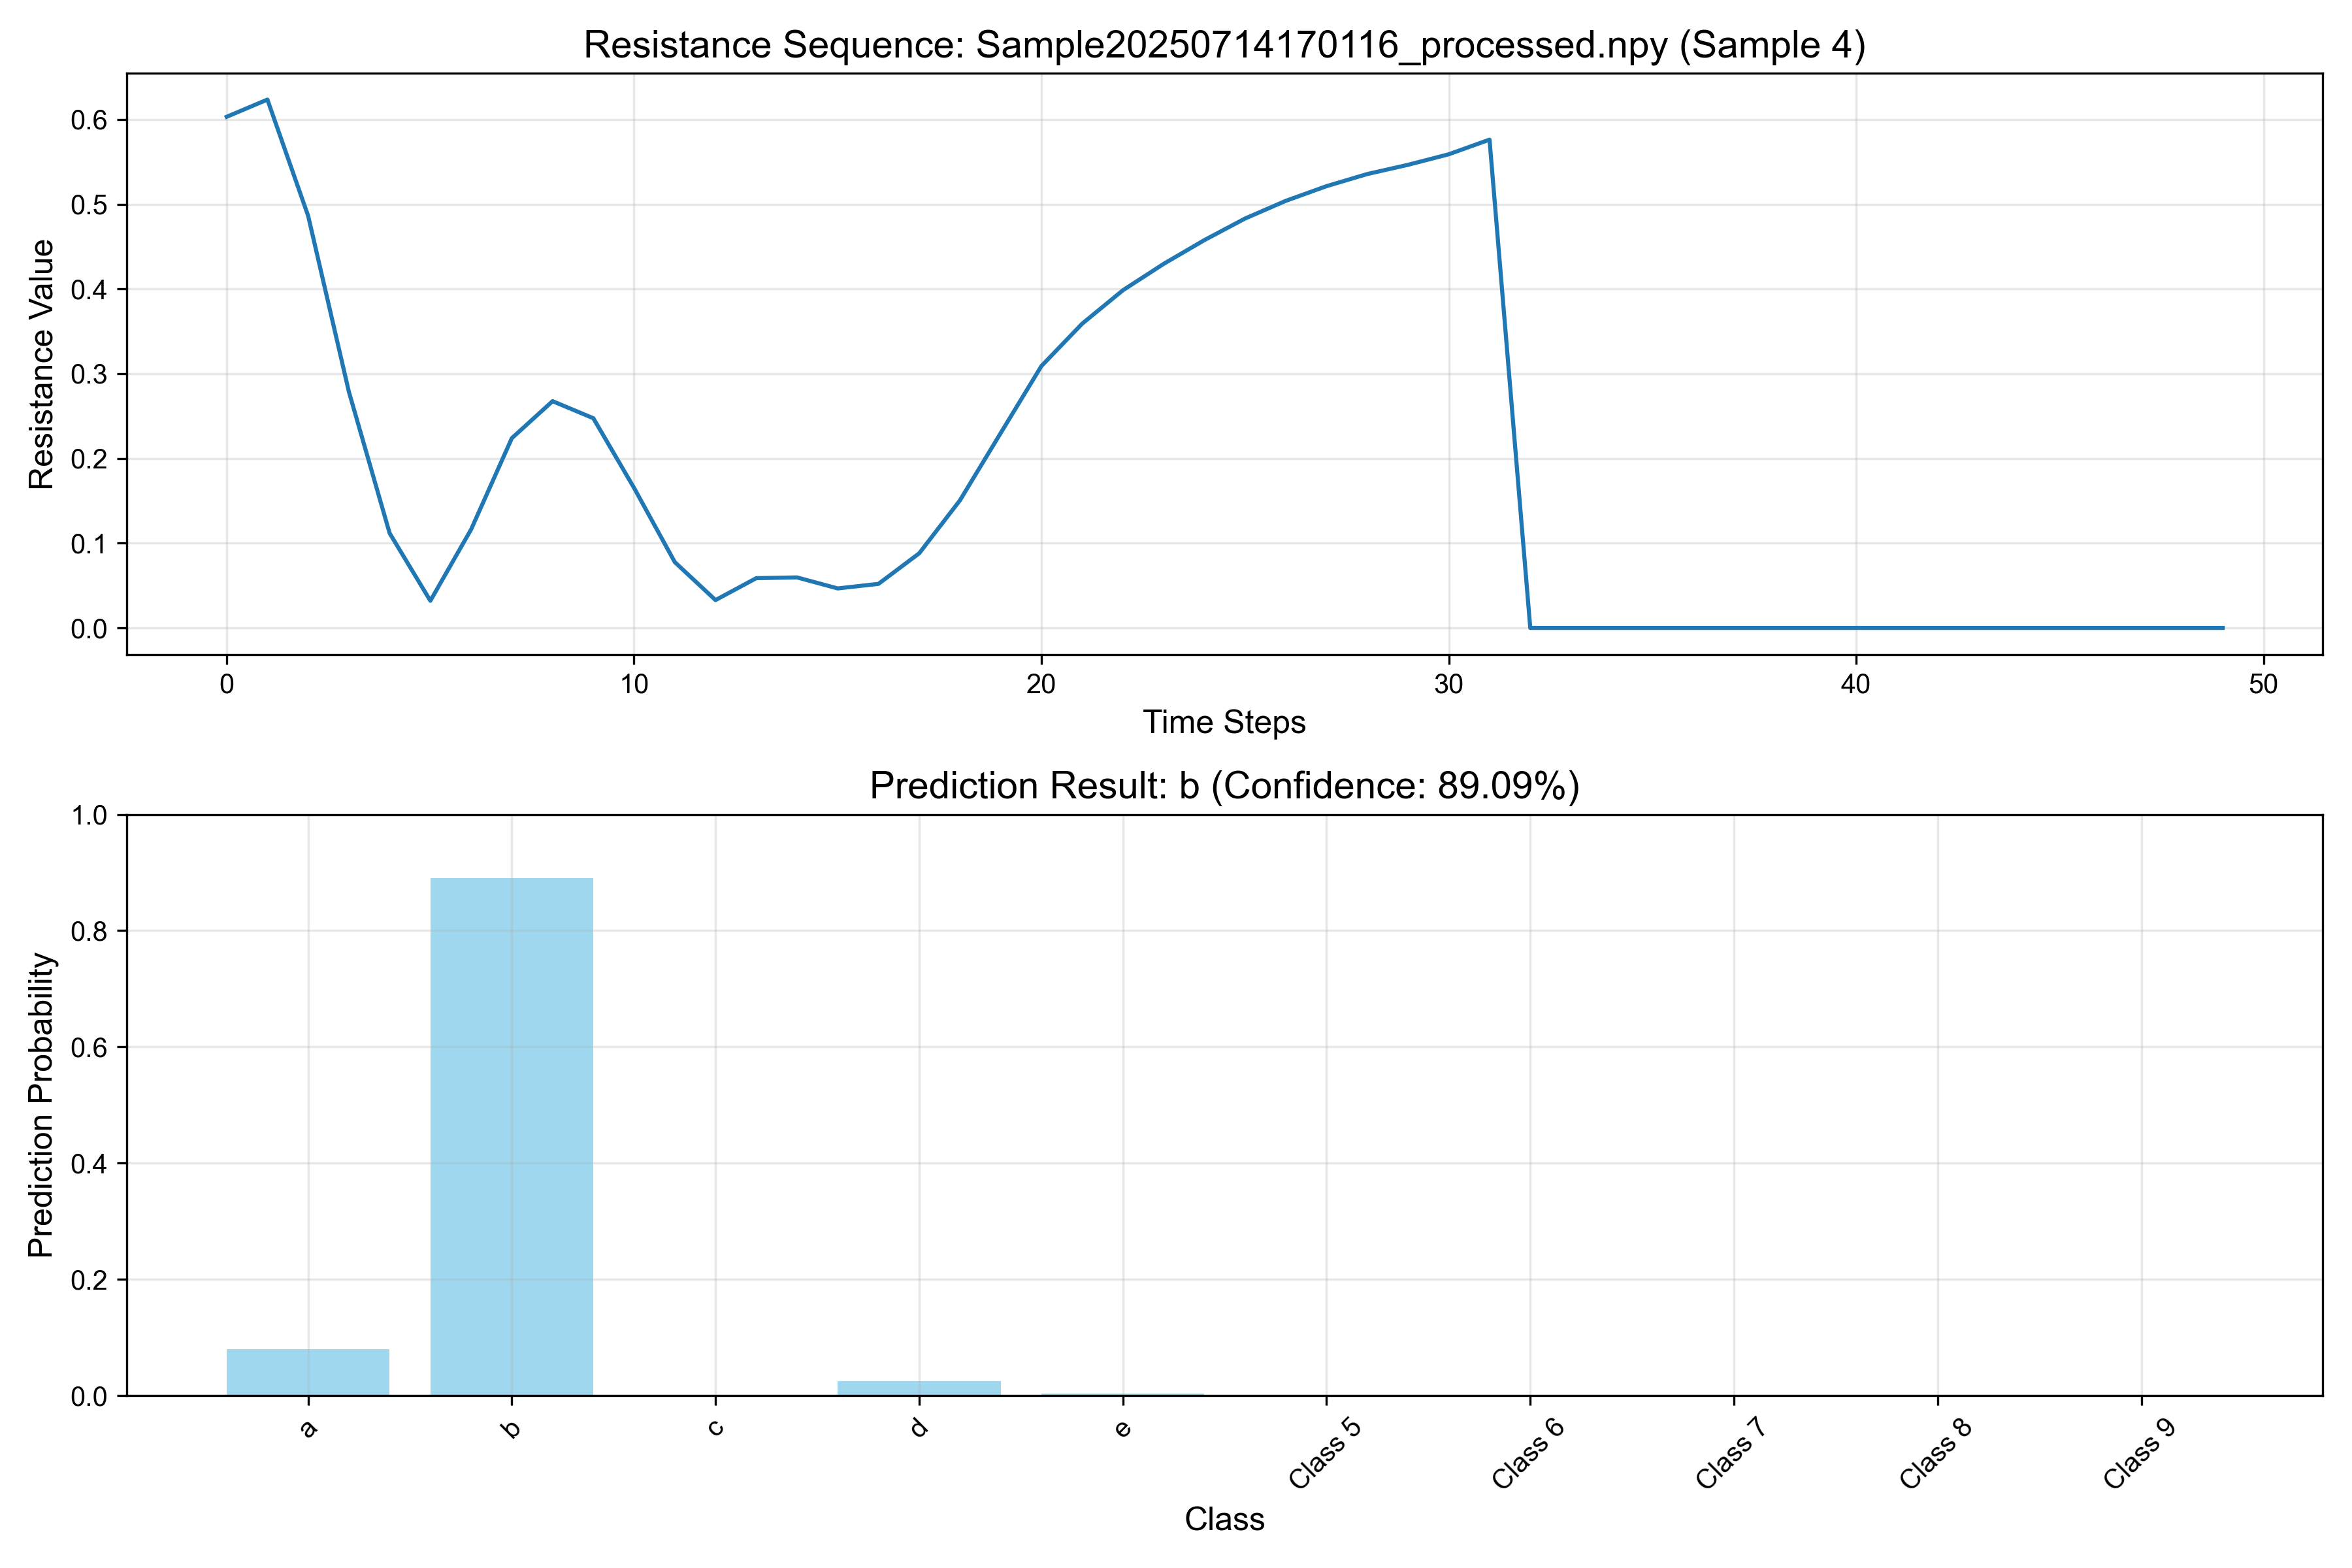 Resistance Sequence: Sample20250714170116_processed.npy (Sample 4)
Resistance Value
0.6
0.5
0.4
0.3
0.2
0.1
0.0
0 10 20 30 40 50
Time Steps
Prediction Result: b (Confidence: 89.09%)
Prediction Probability
1.0
0.8
0.6
0.4
0.2
0.0
a b c d e Class 5 Class 6 Class 7 Class 8 Class 9
Class